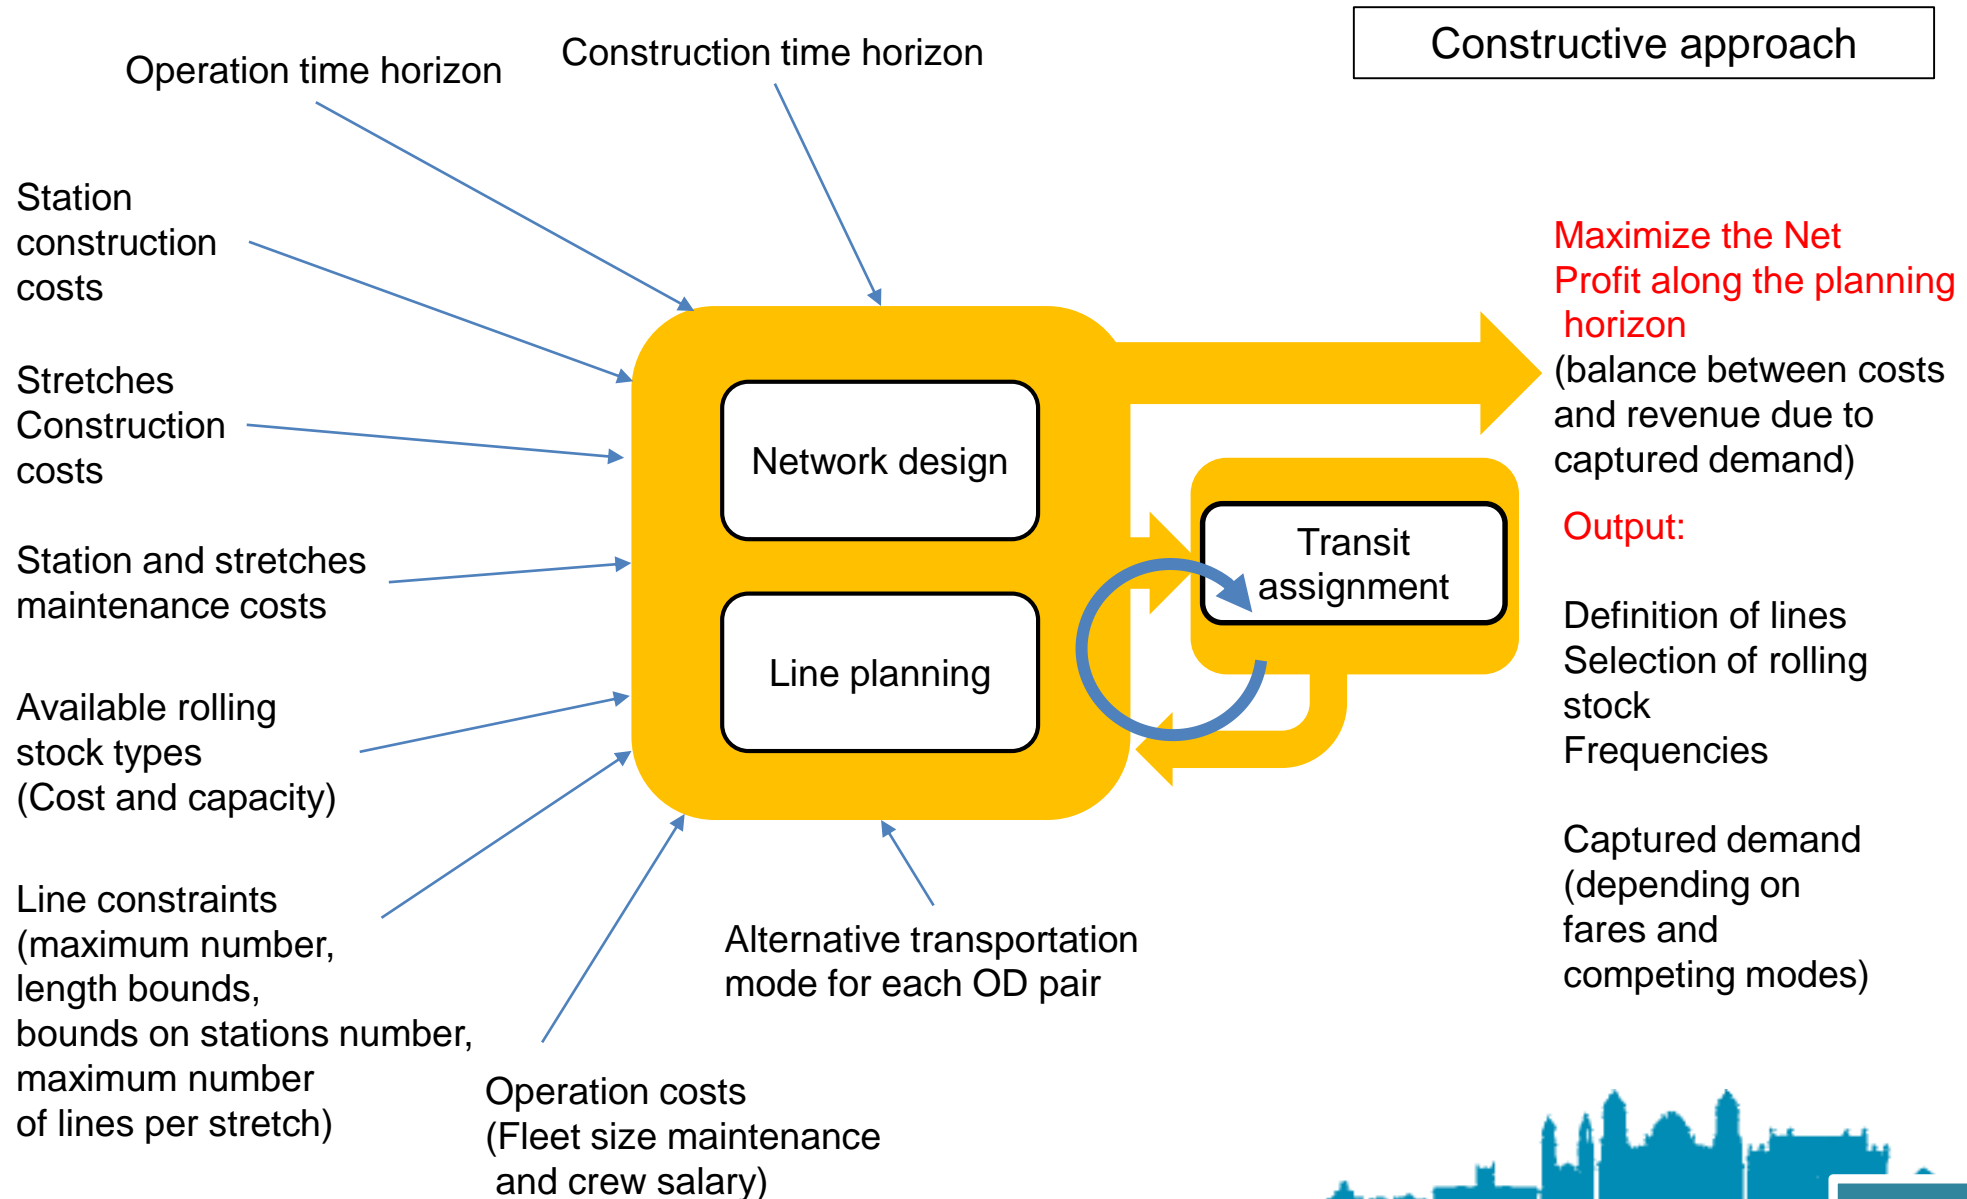 Constructive approach
Operation time horizon
Construction time horizon
Station
construction
costs
Stretches
Construction
costs
Station and stretches
maintenance costs
Available rolling
stock types
(Cost and capacity)
Line constraints
(maximum number,
length bounds,
bounds on stations number,
maximum number
of lines per stretch)
Operation costs
(Fleet size maintenance
and crew salary)
Alternative transportation
mode for each OD pair
Network design
Line planning
Transit
assignment
Maximize the Net
Profit along the planning
horizon
(balance between costs
and revenue due to
captured demand)
Output:
Definition of lines
Selection of rolling
stock
Frequencies
Captured demand
(depending on
fares and
competing modes)